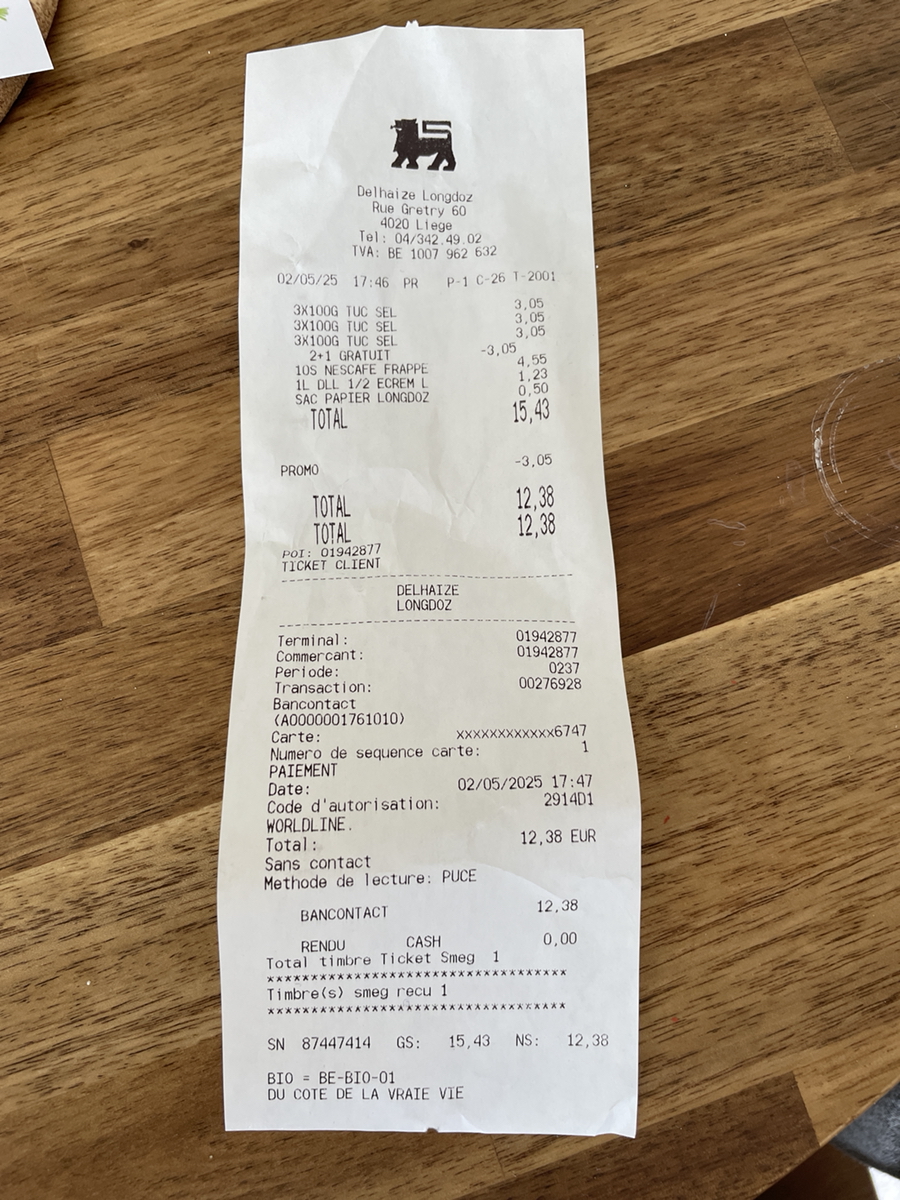 Delhaize Longdoz
Rue Gretry 60
4020 Liege
Tel: 04/342.49.02
TVA: BE 1007 962 632
02/05/25 17:46 PR P-1 C-26 T-2001
3X100G TUC SEL 3,05
3X100G TUC SEL 3,05
3X100G TUC SEL 3,05
2+1 GRATUIT -3,05
10S NESCAFE FRAPPE 4,55
1L DLL 1/2 ECREM L 1,23
SAC PAPIER LONGDOZ 0,50
TOTAL 15,43
PROMO -3,05
TOTAL 12,38
TOTAL 12,38
POI: 01942877
TICKET CLIENT
DELHAIZE
LONGDOZ
Terminal: 01942877
Commercant: 01942877
Periode: 0237
Transaction: 00276928
Bancontact
(A0000001761010)
Carte: xxxxxxxxxxxx6747
Numero de sequence carte: 1
PAIEMENT
Date: 02/05/2025 17:47
Code d'autorisation: 2914D1
WORLDLINE.
Total: 12,38 EUR
Sans contact
Methode de lecture: PUCE
BANCONTACT 12,38
RENDU CASH 0,00
Total timbre Ticket Smeg 1
**********************************
Timbre(s) smeg recu 1
**********************************
SN 87447414 GS: 15,43 NS: 12,38
BIO = BE-BIO-01
DU COTE DE LA VRAIE VIE